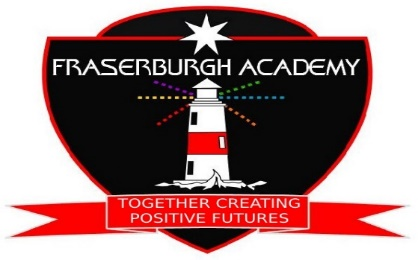 FRASERBURGH ACADEMY
TOGETHER CREATING
POSITIVE FUTURES